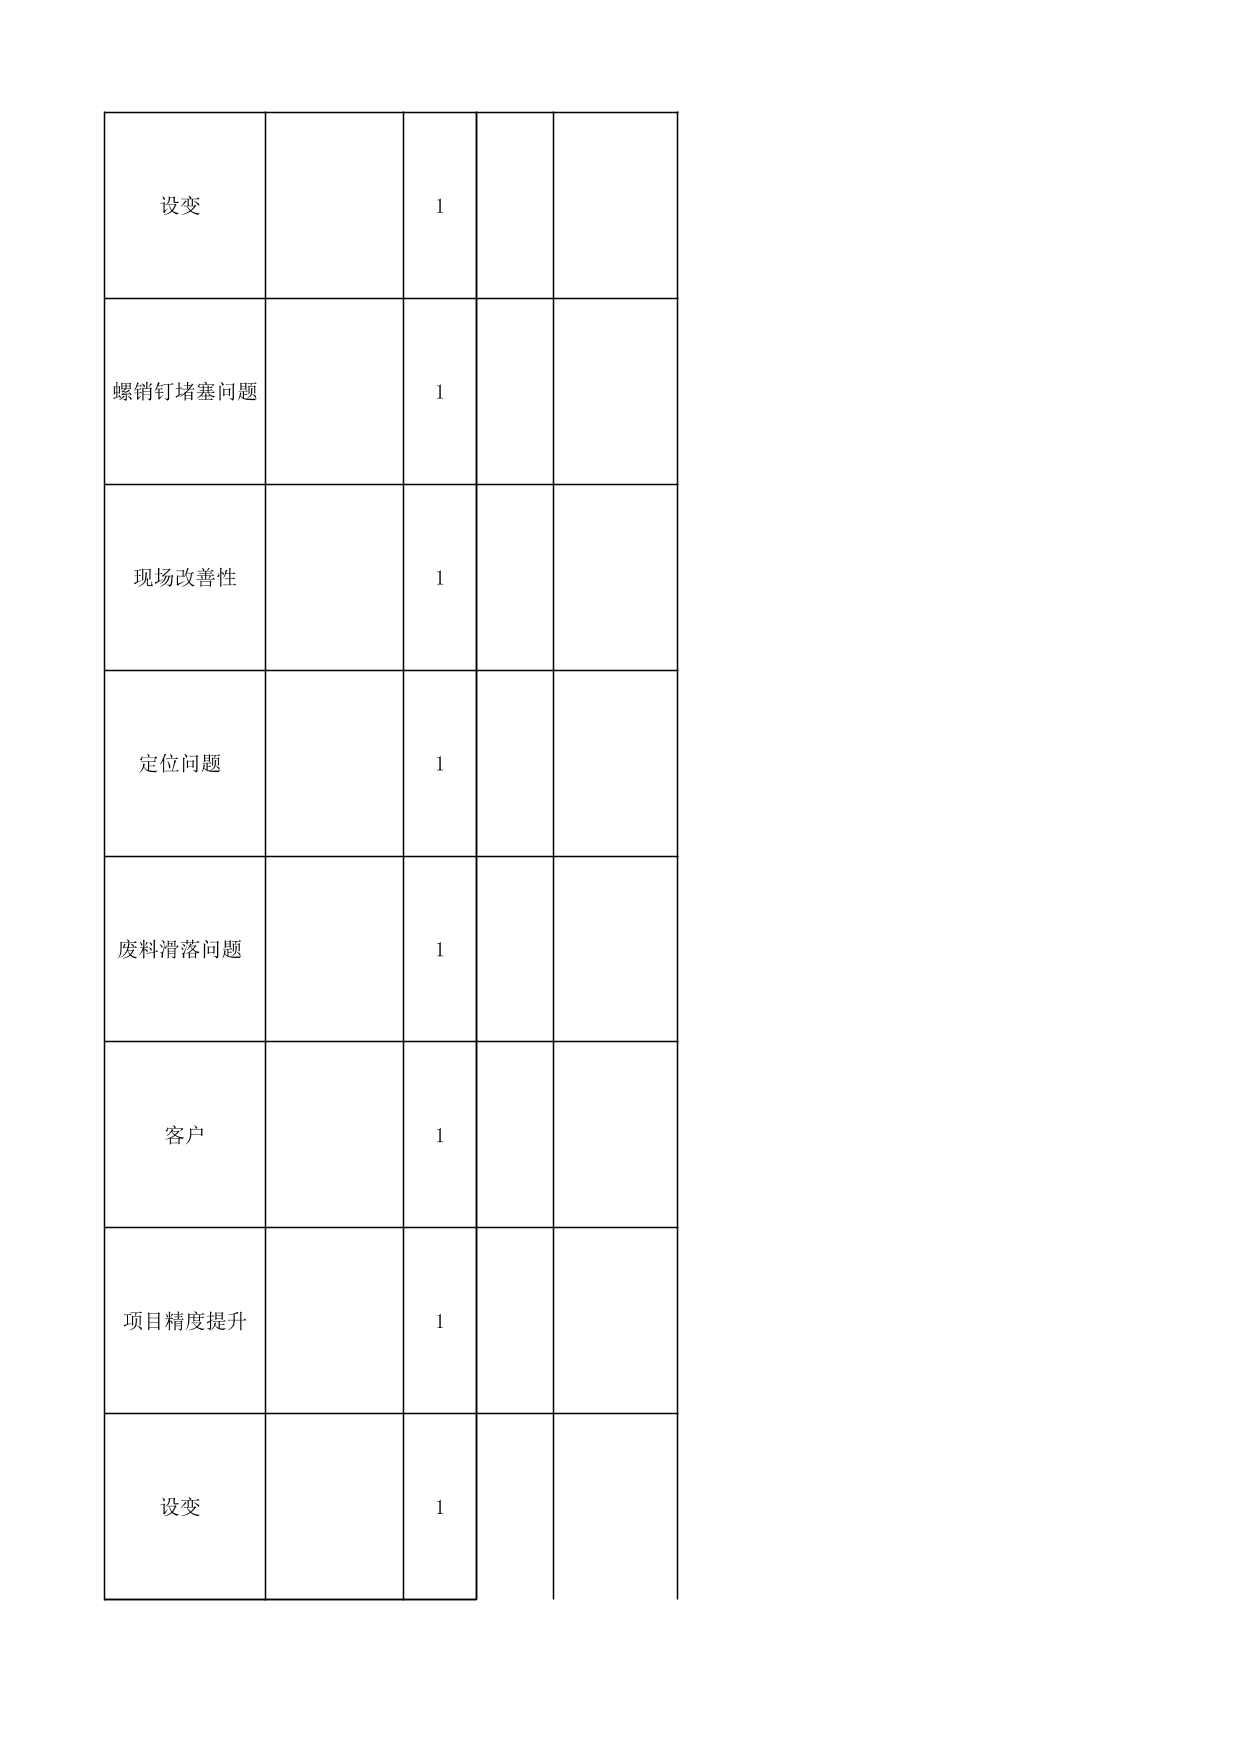 设变 1
螺销钉堵塞问题 1
现场改善性 1
定位问题 1
废料滑落问题 1
客户 1
项目精度提升 1
设变 1